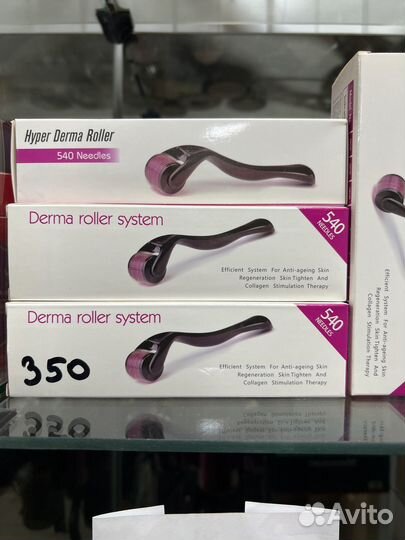 Hyper Derma Roller
540 Needles
Derma roller system
540
NEEDLES
Efficient System For Anti-ageing Skin
Regeneration Skin Tighten And
Collagen Stimulation Therapy
Derma roller system
540
NEEDLES
350
Efficient System For Anti-ageing Skin
Regeneration Skin Tighten And
Collagen Stimulation Therapy
Avito